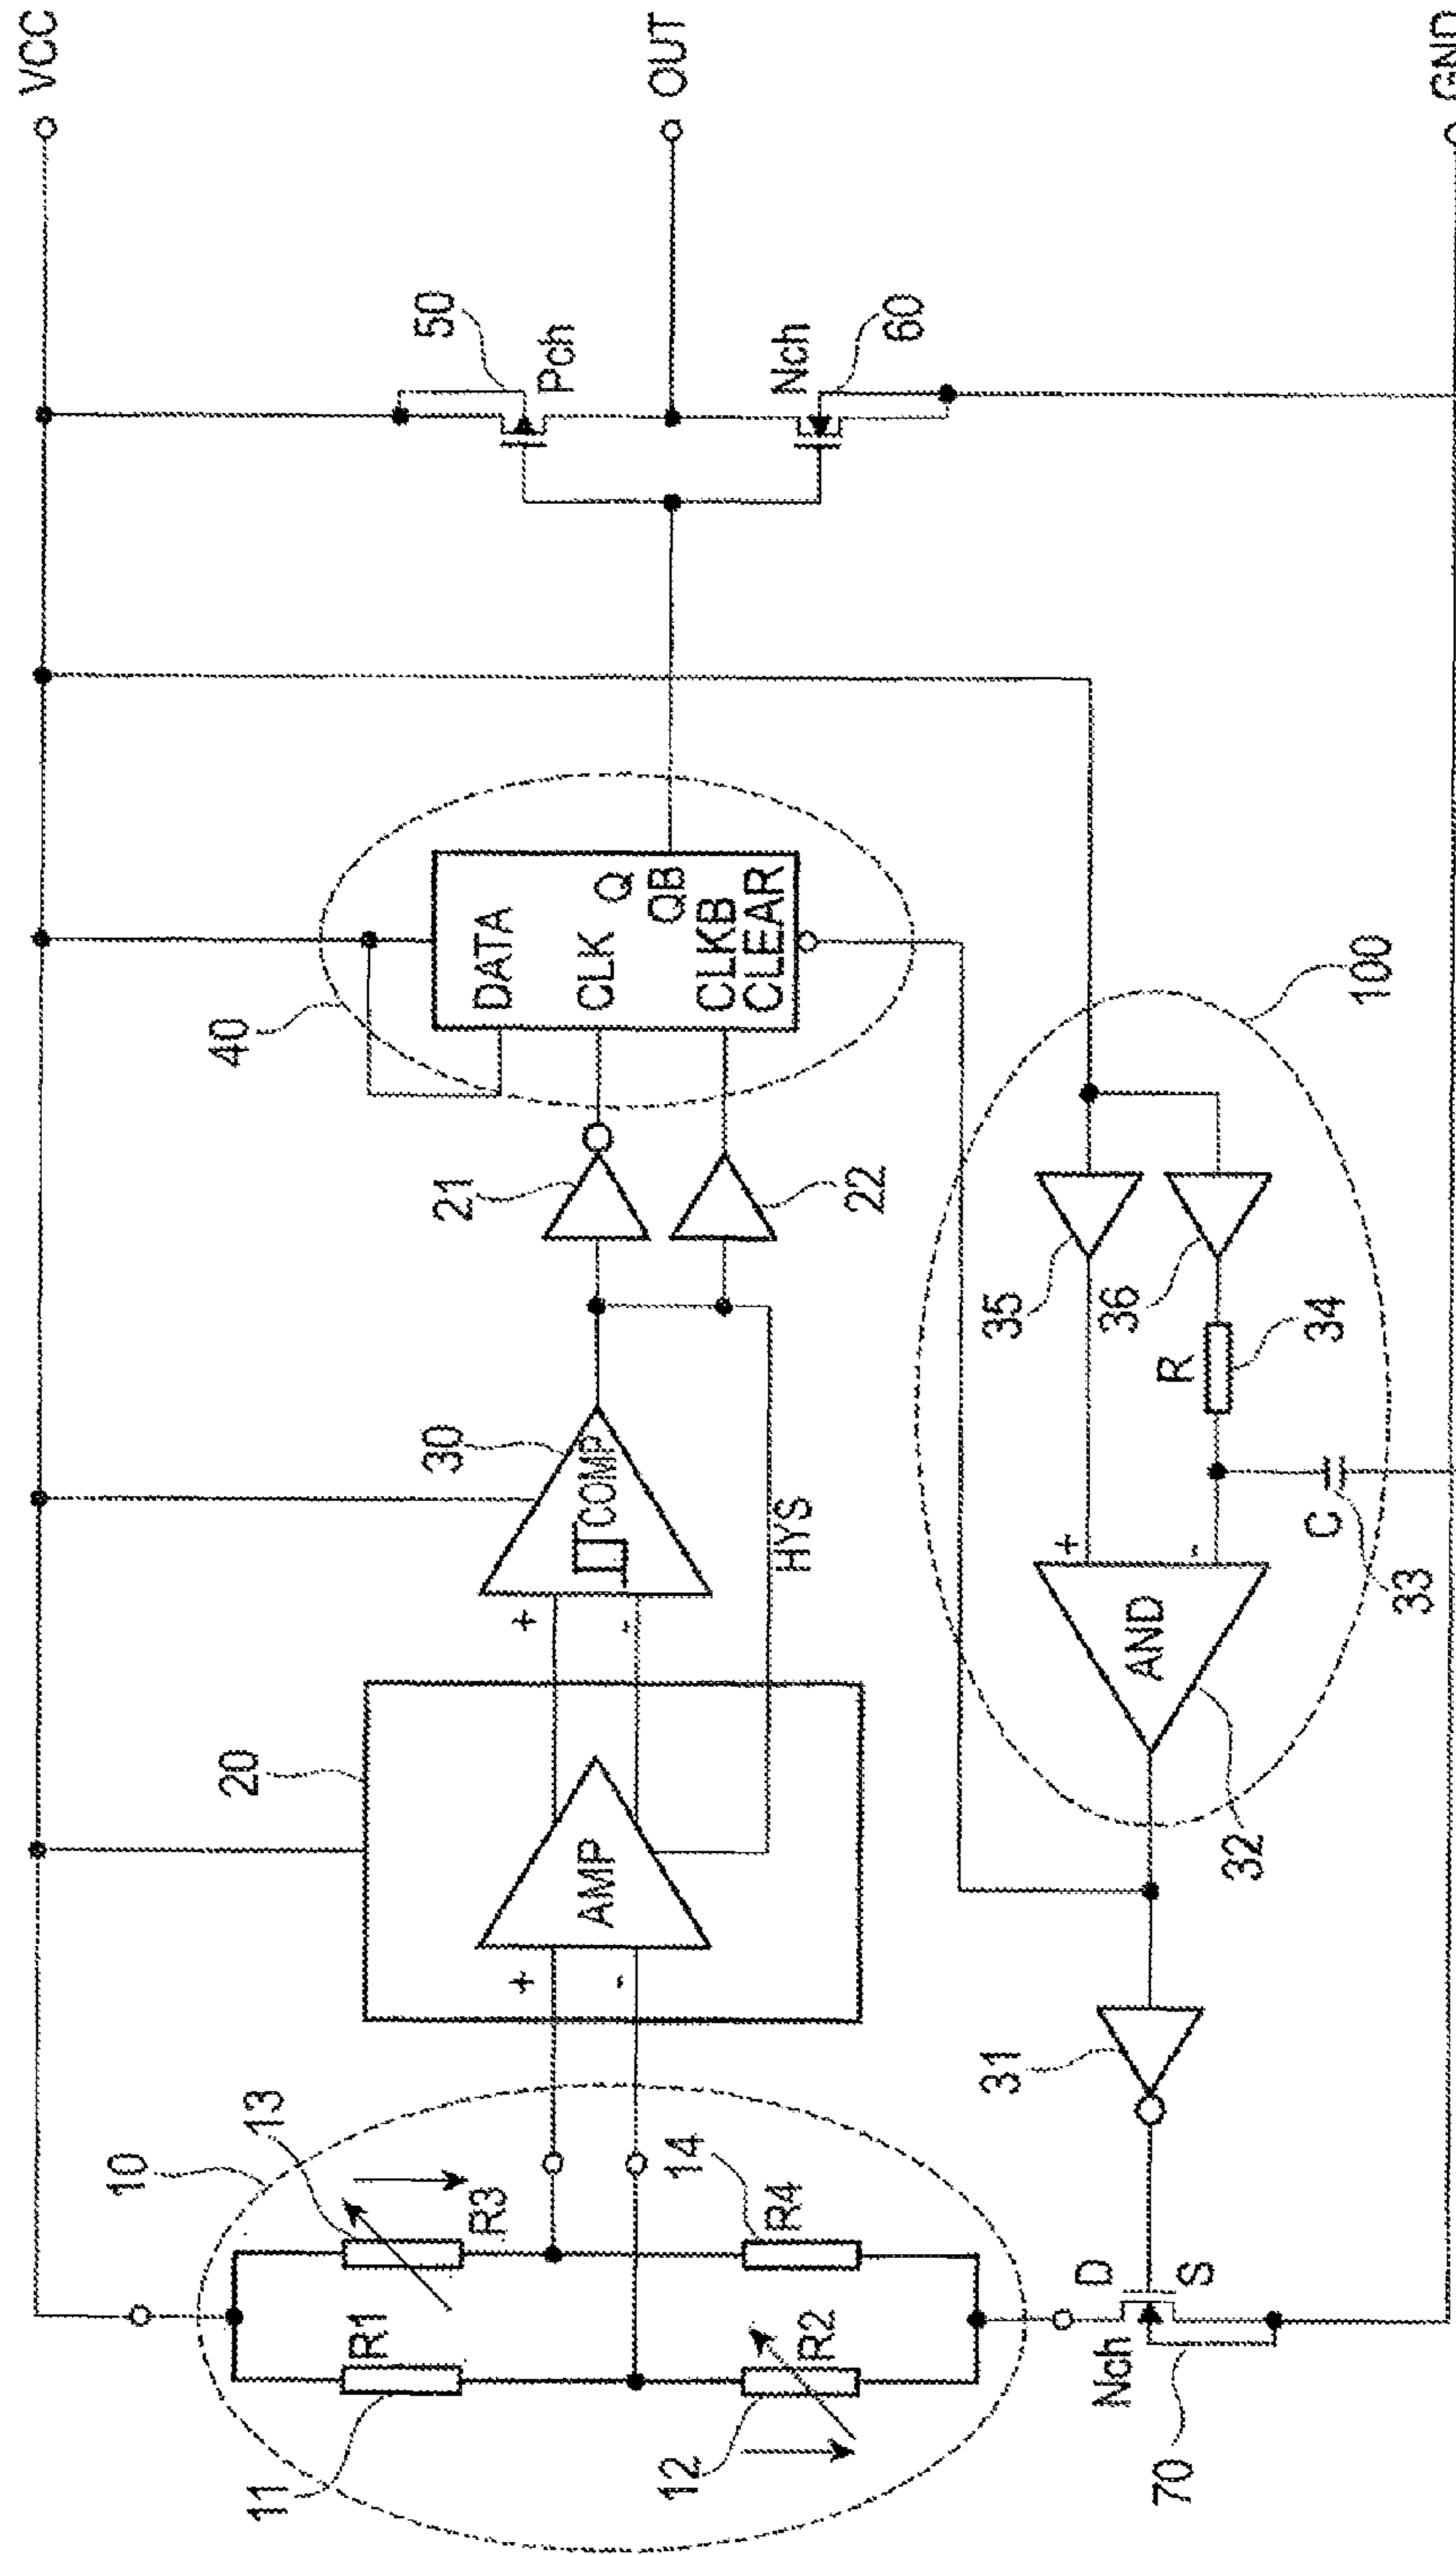 VCC
OUT
GND
50
Pch
Nch
60
40
DATA
CLK
Q
QB
CLKB
CLEAR
21
22
30
COMP
+
-
HYS
20
AMP
+
-
10
13
R3
R1
11
14
R4
R2
12
100
35
36
R
34
C
33
+
-
AND
32
31
D
S
Nch
70